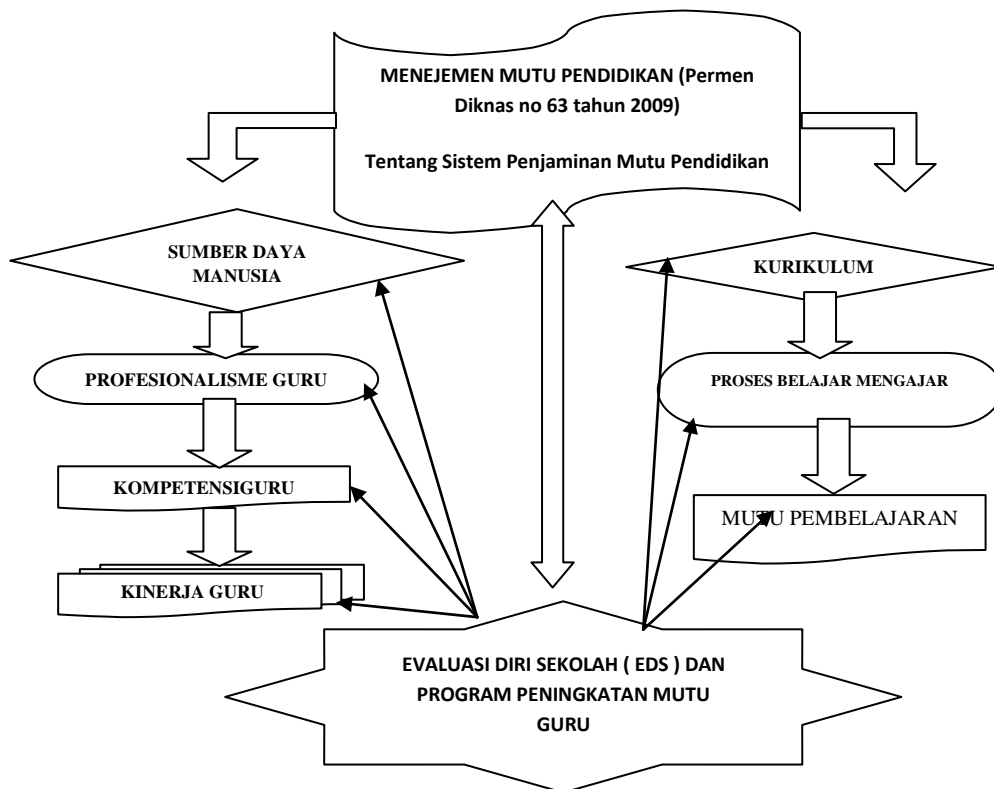 MENEJEMEN MUTU PENDIDIKAN (Permen
Diknas no 63 tahun 2009)
Tentang Sistem Penjaminan Mutu Pendidikan
SUMBER DAYA
MANUSIA
PROFESIONALISME GURU
KOMPETENSIGURU
KINERJA GURU
KURIKULUM
PROSES BELAJAR MENGAJAR
MUTU PEMBELAJARAN
EVALUASI DIRI SEKOLAH ( EDS ) DAN
PROGRAM PENINGKATAN MUTU
GURU